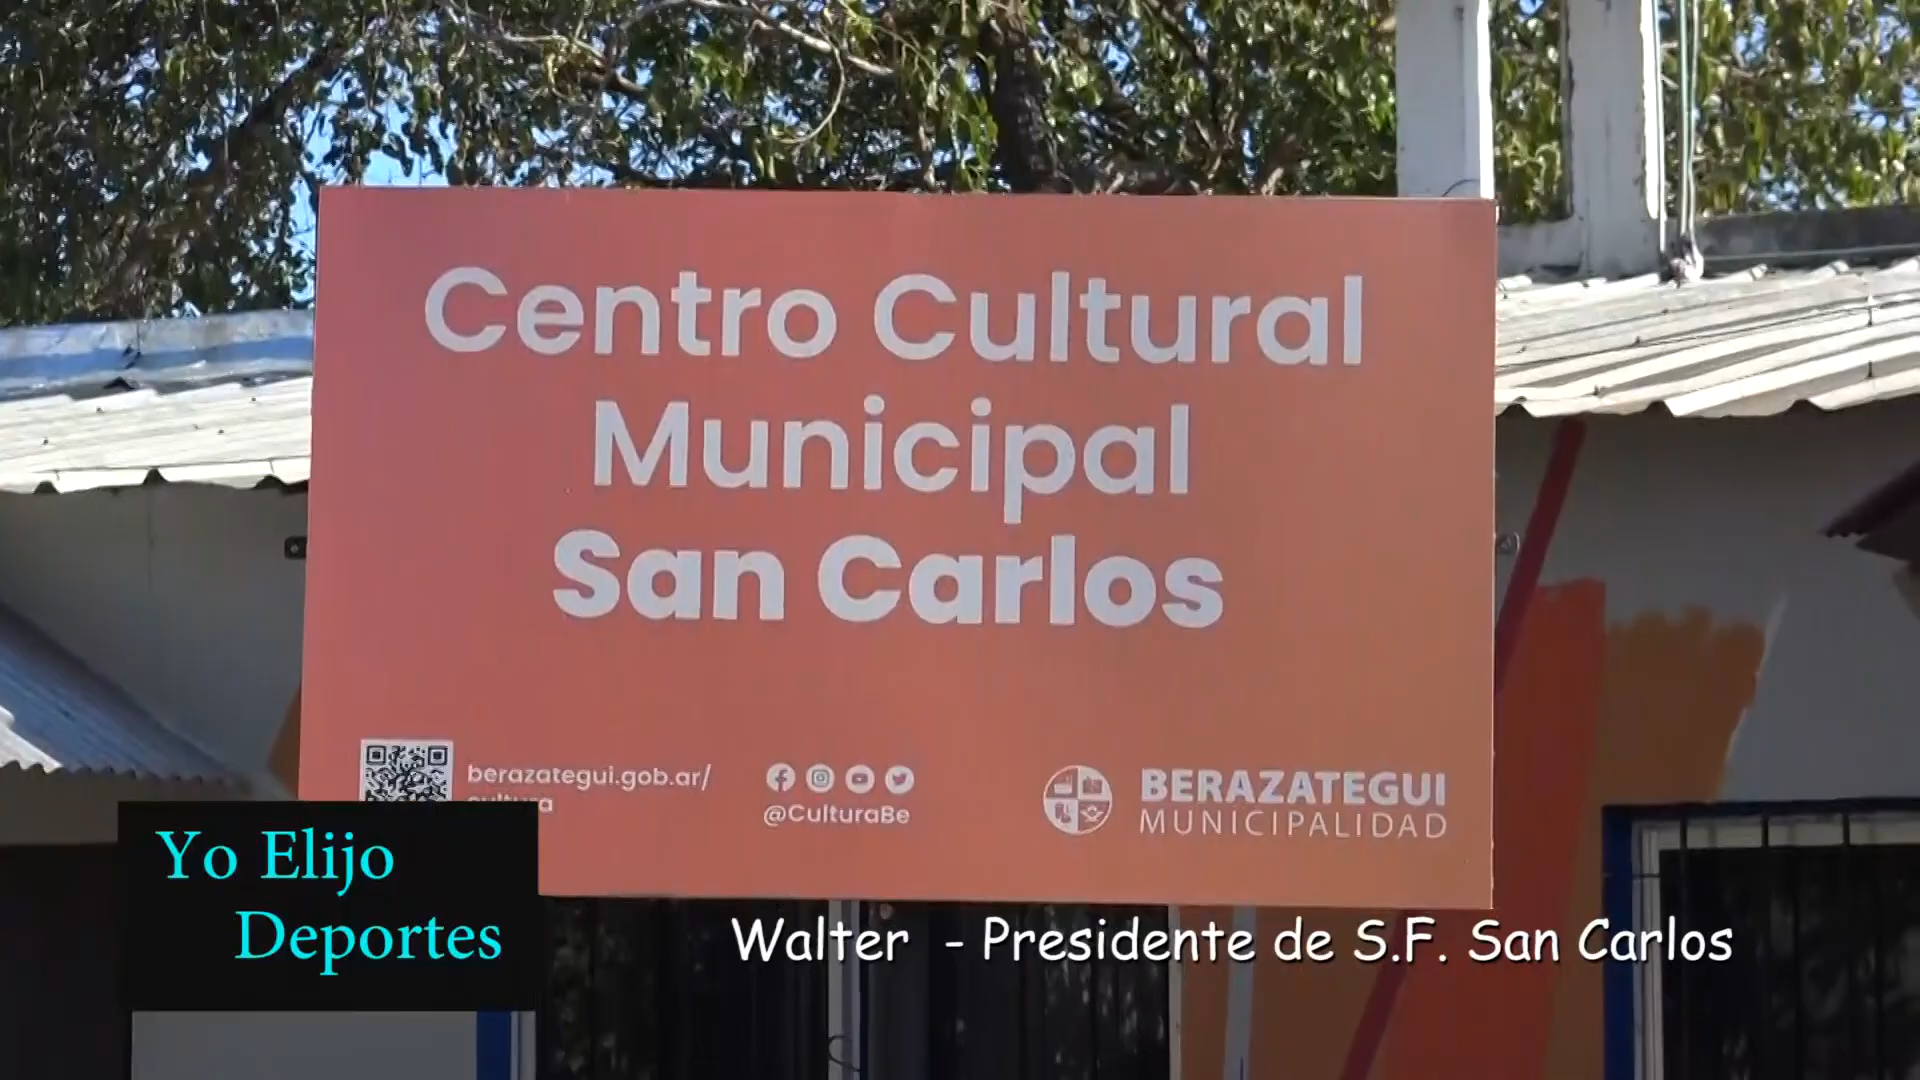 Centro Cultural
Municipal
San Carlos
berazategui.gob.ar/
cultura
@CulturaBe
BERAZATEGUI
MUNICIPALIDAD
Yo Elijo
Deportes
Walter - Presidente de S.F. San Carlos